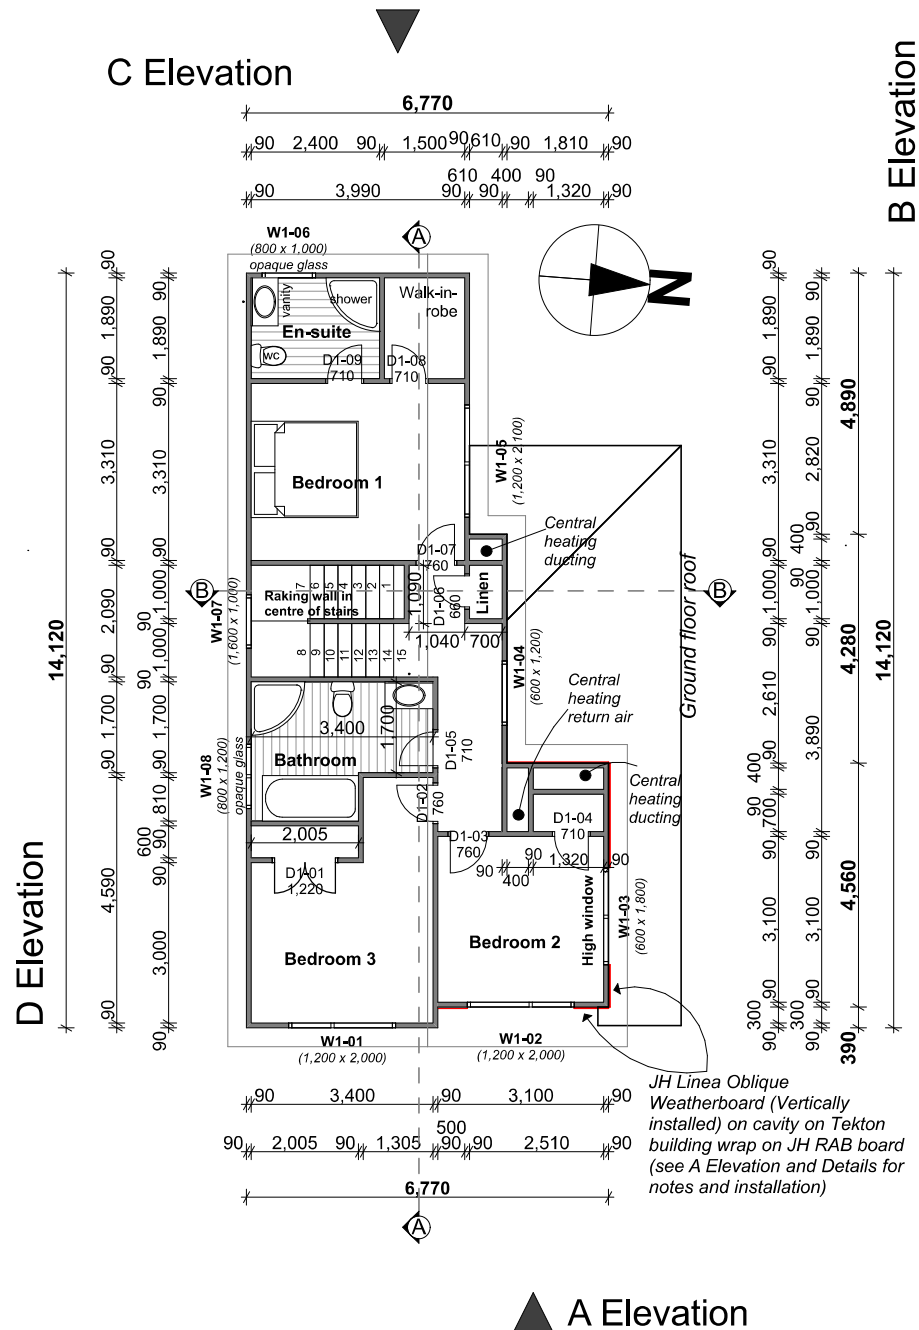 C Elevation
B Elevation
6,770
90 2,400 90 1,500 90 610 90 1,810 90
610 400 90
90 3,990 90 90 1,320 90
W1-06
(800 x 1,000)
opaque glass
A
N
vanity
shower
Walk-in-
robe
En-suite
wc
D1-09
710
D1-08
710
W1-05
(1,200 x 2,100)
Bedroom 1
Central
heating
ducting
D1-07
760
Linen
D1-06
660
1,090
B
B
7 6 5 4 3 2 1
Raking wall in
centre of stairs
W1-07
(1,600 x 1,000)
1,040 700
8 9 10 11 12 13 14 15
W1-04
(600 x 1,200)
Ground floor roof
Central
heating
return air
3,400
1,700
Bathroom
D1-05
710
W1-08
(800 x 1,200)
opaque glass
D1-02
760
Central
heating
ducting
2,005
D1-03
760
D1-04
710
90 1,320 90
90 400
D1-01
1,220
High window
W1-03
(600 x 1,800)
Bedroom 2
Bedroom 3
W1-01
(1,200 x 2,000)
W1-02
(1,200 x 2,000)
14,120
90 1,890 90 3,310 90 2,090 90 1,700 90 4,590 90
90 1,890 90 3,310 90 1,000 90 1,000 90 1,700 90 810 90 600 90 3,000 90
90 1,890 90 3,310 90 1,000 90 2,610 90 400 90 700 90 3,100 90 300 90
90 1,890 90 2,820 90 400 90 1,000 90 3,890 90 3,100 90 300 90
4,890
4,280
4,560
390
14,120
D Elevation
90 3,400 90 3,100 90
500
90 2,005 90 1,305 90 90 2,510 90
6,770
A
JH Linea Oblique
Weatherboard (Vertically
installed) on cavity on Tekton
building wrap on JH RAB board
(see A Elevation and Details for
notes and installation)
A Elevation